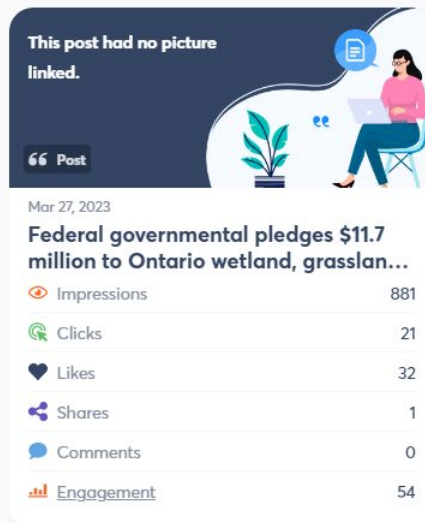 This post had no picture
linked.
Post
Mar 27, 2023
Federal governmental pledges $11.7
million to Ontario wetland, grasslan...
Impressions 881
Clicks 21
Likes 32
Shares 1
Comments 0
Engagement 54